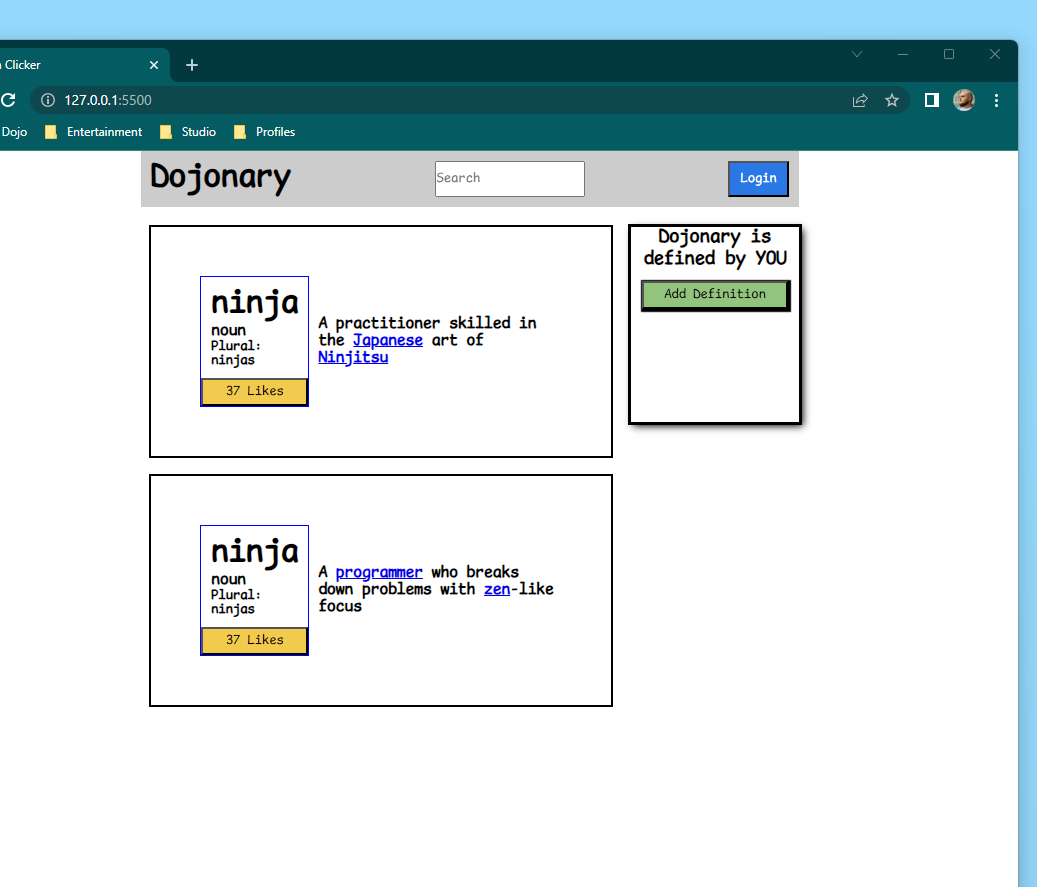 Clicker
127.0.0.1:5500
Dojo Entertainment Studio Profiles
Dojonary
Search
Login
ninja
noun
Plural:
ninjas
37 Likes
A practitioner skilled in
the Japanese art of
Ninjitsu
Dojonary is
defined by YOU
Add Definition
ninja
noun
Plural:
ninjas
37 Likes
A programmer who breaks
down problems with zen-like
focus